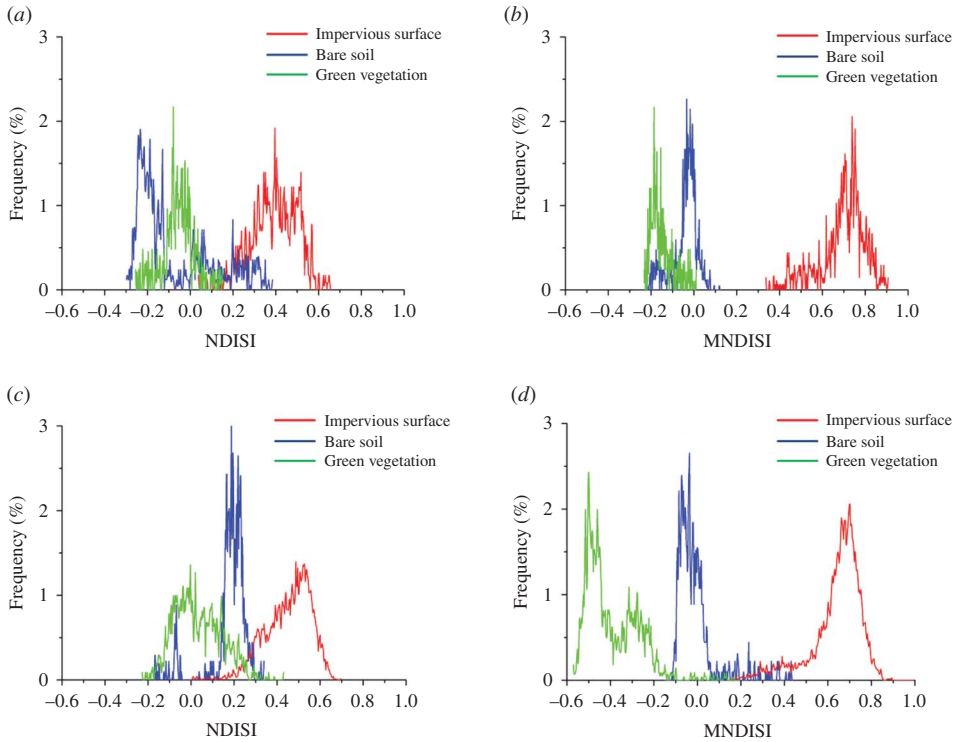 (a)
Impervious surface
Bare soil
Green vegetation
Frequency (%)
3
2
1
0
−0.6 −0.4 −0.2 0.0 0.2 0.4 0.6 0.8 1.0
NDISI
(b)
Impervious surface
Bare soil
Green vegetation
Frequency (%)
3
2
1
0
−0.6 −0.4 −0.2 0.0 0.2 0.4 0.6 0.8 1.0
MNDISI
(c)
Impervious surface
Bare soil
Green vegetation
Frequency (%)
3
2
1
0
−0.6 −0.4 −0.2 0.0 0.2 0.4 0.6 0.8 1.0
NDISI
(d)
Impervious surface
Bare soil
Green vegetation
Frequency (%)
3
2
1
0
−0.6 −0.4 −0.2 0.0 0.2 0.4 0.6 0.8 1.0
MNDISI